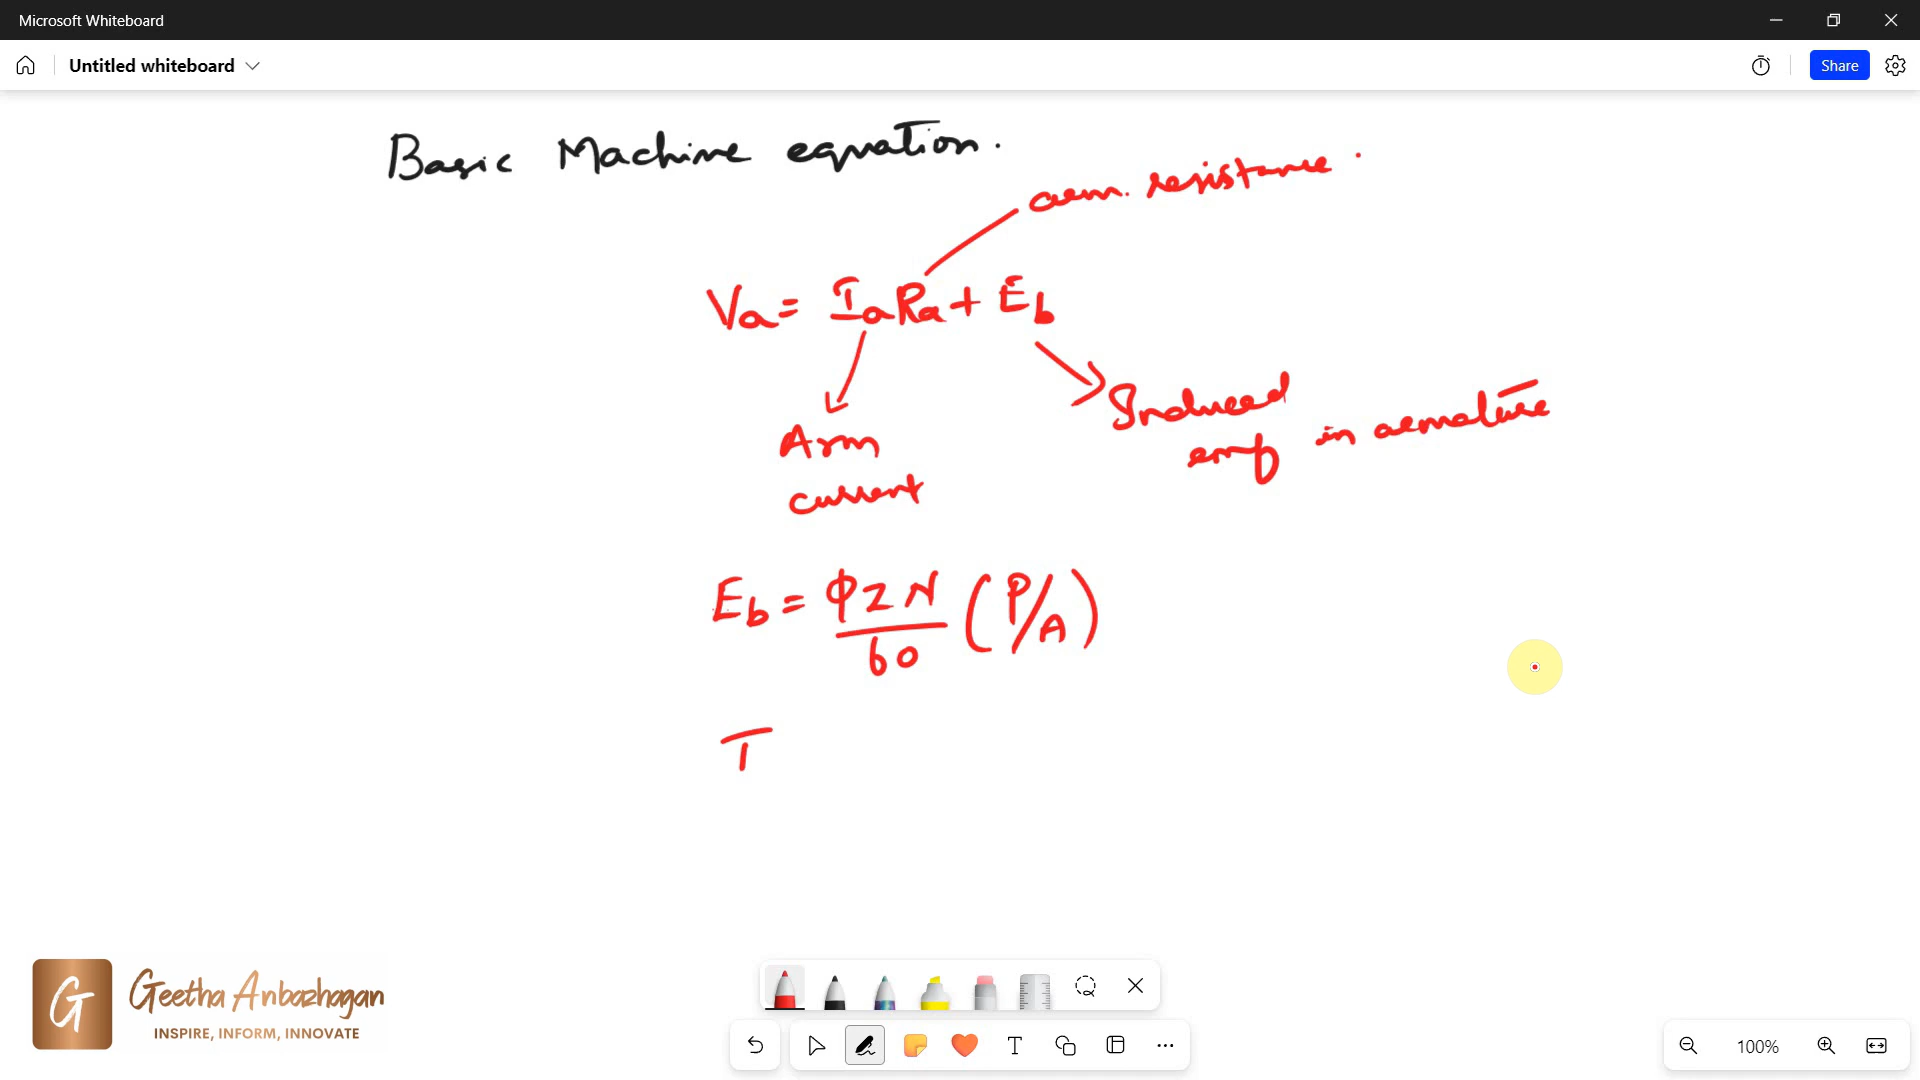 Microsoft Whiteboard
Untitled whiteboard
Share
Basic Machine equation.
arm. resistance.
Va = IaRa + Eb
Arm
current
Induced
emf in armature
Eb = φZN/60 (P/A)
T
G
Geetha Anbazhagan
INSPIRE, INFORM, INNOVATE
100%